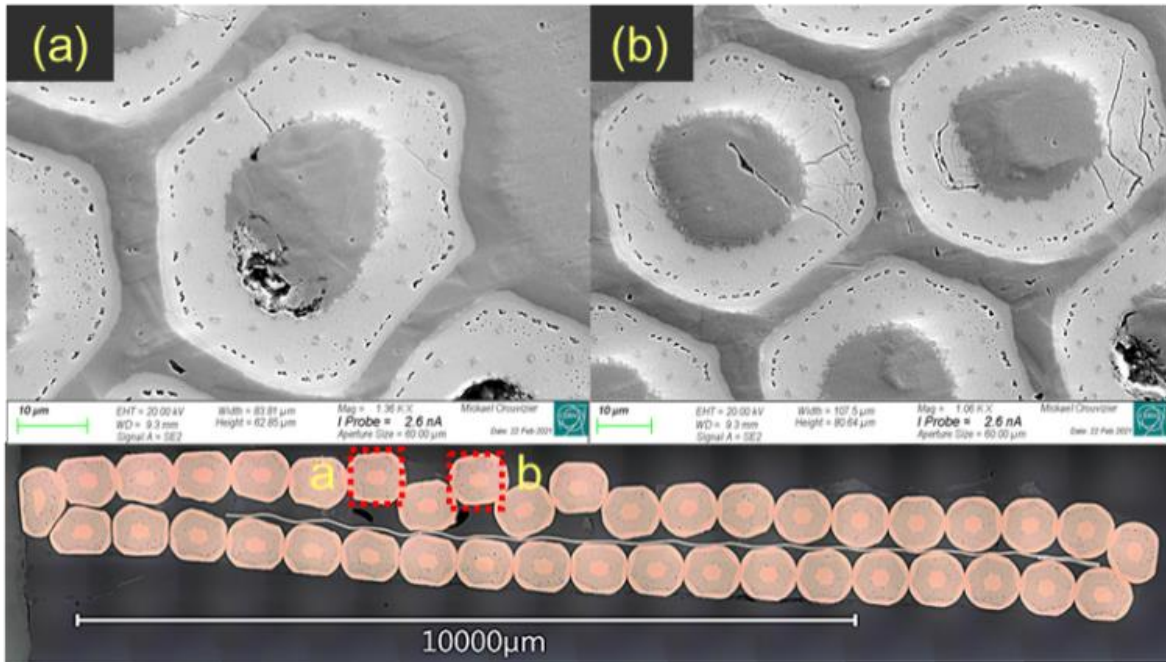 (a)
(b)
10 µm
EHT = 20.00 kV
WD = 9.3 mm
Signal A = SE2
Width = 83.81 µm
Height = 62.85 µm
Mag = 1.36 K X
I Probe = 2.6 nA
Aperture Size = 60.00 µm
Mickael Crouvizier
Date: 22 Feb 2021
10 µm
EHT = 20.00 kV
WD = 9.3 mm
Signal A = SE2
Width = 107.5 µm
Height = 80.64 µm
Mag = 1.06 K X
I Probe = 2.6 nA
Aperture Size = 60.00 µm
Mickael Crouvizier
Date: 22 Feb 2021
a
b
10000µm